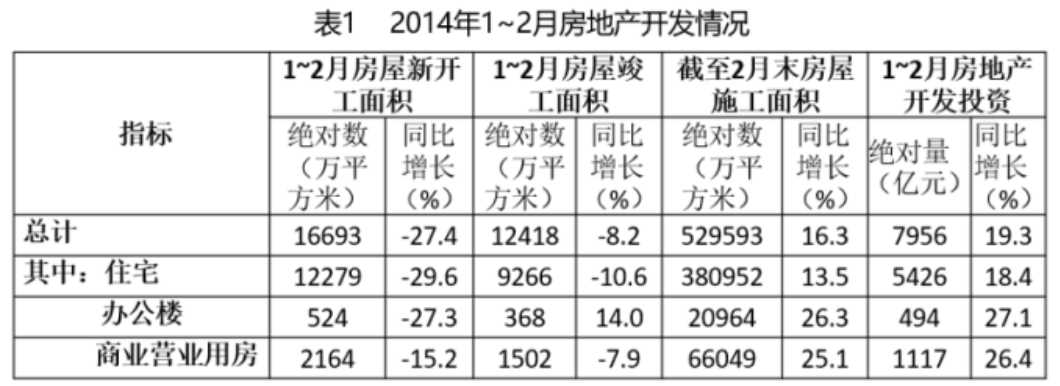 表1 2014年1~2月房地产开发情况
指标 1~2月房屋新开工面积 1~2月房屋竣工面积 截至2月末房屋施工面积 1~2月房地产开发投资
绝对数（万平方米） 同比增长（%） 绝对数（万平方米） 同比增长（%） 绝对数（万平方米） 同比增长（%） 绝对量（亿元） 同比增长（%）
总计 16693 -27.4 12418 -8.2 529593 16.3 7956 19.3
其中：住宅 12279 -29.6 9266 -10.6 380952 13.5 5426 18.4
办公楼 524 -27.3 368 14.0 20964 26.3 494 27.1
商业营业用房 2164 -15.2 1502 -7.9 66049 25.1 1117 26.4